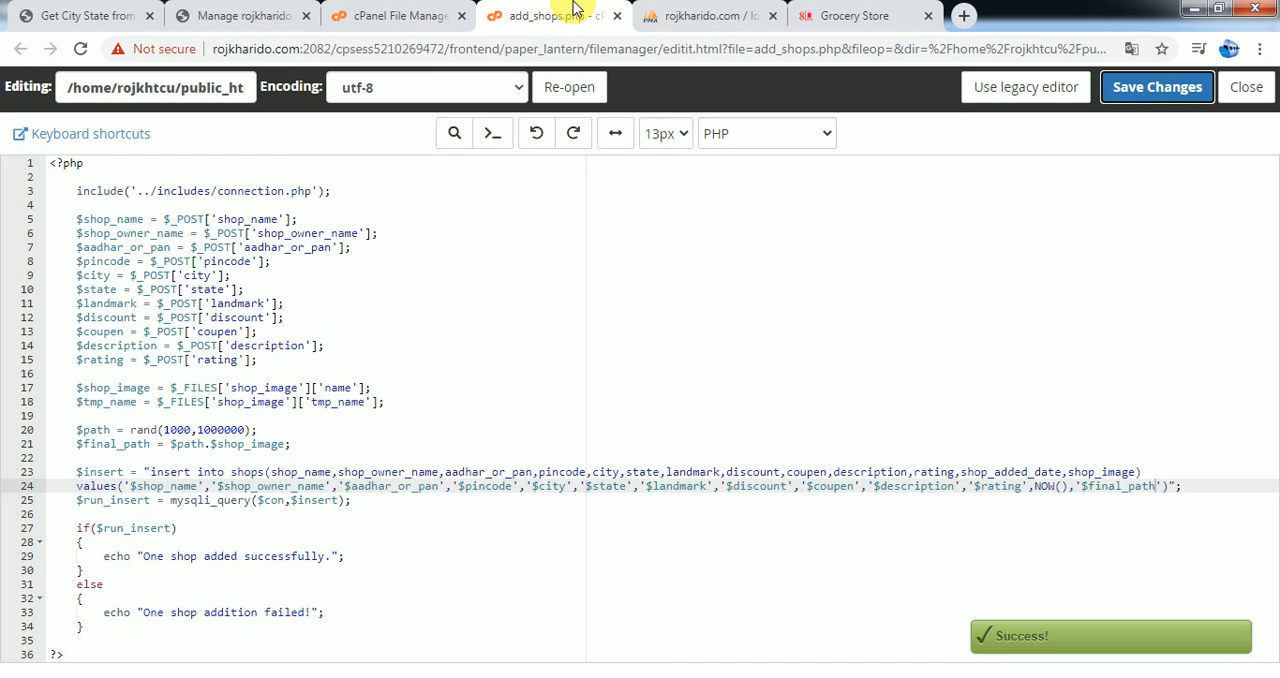 Get City State from
Manage rojkharido.
cPanel File Manage
add_shops.php - cP
rojkharido.com / lo
Grocery Store
Not secure
rojkharido.com:2082/cpsess5210269472/frontend/paper_lantern/filemanager/editit.html?file=add_shops.php&fileop=&dir=%2Fhome%2Frojkhtcu%2Fpu...
Editing: /home/rojkhtcu/public_ht Encoding: utf-8 Re-open Use legacy editor Save Changes Close
Keyboard shortcuts 13px PHP
1 <?php
2
3 include('../includes/connection.php');
4
5 $shop_name = $_POST['shop_name'];
6 $shop_owner_name = $_POST['shop_owner_name'];
7 $aadhar_or_pan = $_POST['aadhar_or_pan'];
8 $pincode = $_POST['pincode'];
9 $city = $_POST['city'];
10 $state = $_POST['state'];
11 $landmark = $_POST['landmark'];
12 $discount = $_POST['discount'];
13 $coupen = $_POST['coupen'];
14 $description = $_POST['description'];
15 $rating = $_POST['rating'];
16
17 $shop_image = $_FILES['shop_image']['name'];
18 $tmp_name = $_FILES['shop_image']['tmp_name'];
19
20 $path = rand(1000,1000000);
21 $final_path = $path.$shop_image;
22
23 $insert = "insert into shops(shop_name,shop_owner_name,aadhar_or_pan,pincode,city,state,landmark,discount,coupen,description,rating,shop_added_date,shop_image)
24 values('$shop_name','$shop_owner_name','$aadhar_or_pan','$pincode','$city','$state','$landmark','$discount','$coupen','$description','$rating',NOW(),'$final_path')";
25 $run_insert = mysqli_query($con,$insert);
26
27 if($run_insert)
28 {
29 echo "One shop added successfully.";
30 }
31 else
32 {
33 echo "One shop addition failed!";
34 }
35
36 ?>
Success!